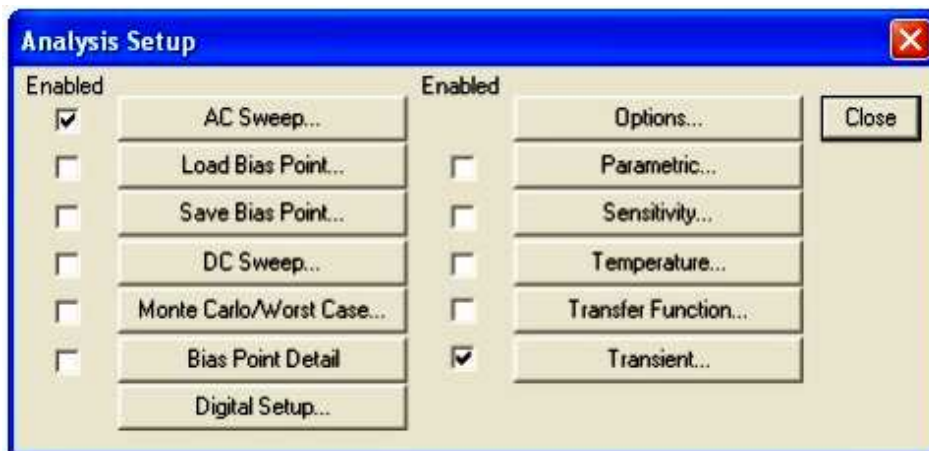 Analysis Setup
Enabled
AC Sweep...
Load Bias Point...
Save Bias Point...
DC Sweep...
Monte Carlo/Worst Case...
Bias Point Detail
Digital Setup...
Enabled
Options...
Parametric...
Sensitivity...
Temperature...
Transfer Function...
Transient...
Close